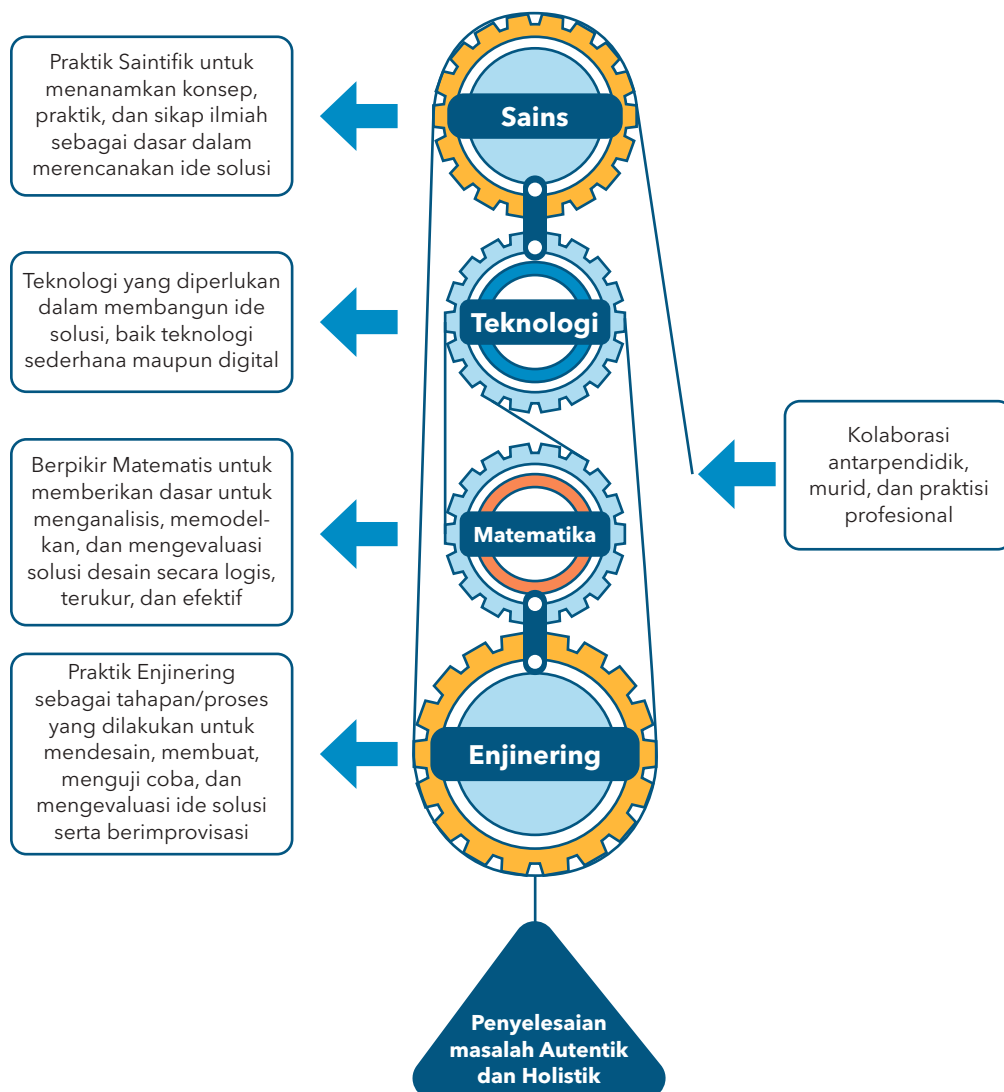 Praktik Saintifik untuk
menanamkan konsep,
praktik, dan sikap ilmiah
sebagai dasar dalam
merencanakan ide solusi
Sains
Teknologi yang diperlukan
dalam membangun ide
solusi, baik teknologi
sederhana maupun digital
Teknologi
Kolaborasi
antarpendidik,
murid, dan praktisi
profesional
Berpikir Matematis untuk
memberikan dasar untuk
menganalisis, memodel-
kan, dan mengevaluasi
solusi desain secara logis,
terukur, dan efektif
Matematika
Praktik Enjinering
sebagai tahapan/proses
yang dilakukan untuk
mendesain, membuat,
menguji coba, dan
mengevaluasi ide solusi
serta berimprovisasi
Enjinering
Penyelesaian
masalah Autentik
dan Holistik